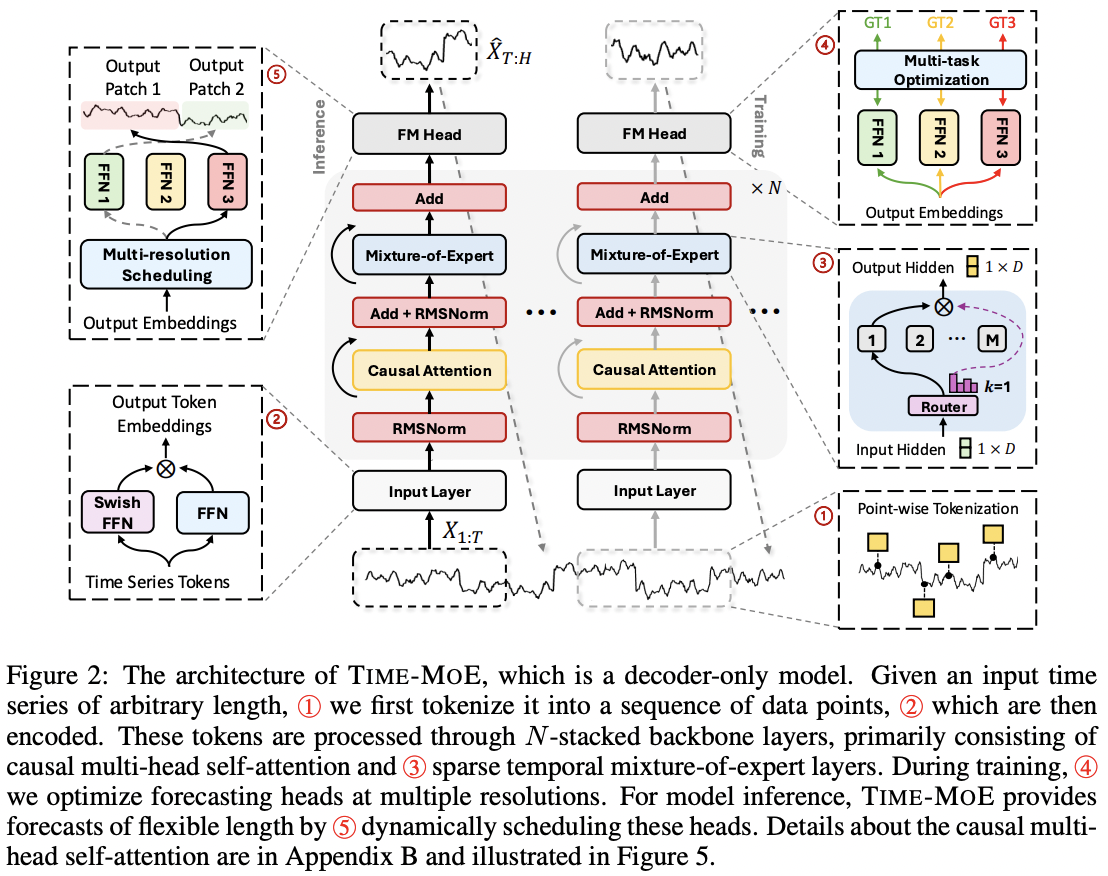 Output
Patch 1
Output
Patch 2
⑤
FFN 1
FFN 2
FFN 3
Multi-resolution
Scheduling
Output Embeddings
Output Token
Embeddings
②
Swish
FFN
FFN
Time Series Tokens
X̂_{T:H}
Inference
Training
FM Head
FM Head
× N
Add
Add
Mixture-of-Expert
Mixture-of-Expert
Add + RMSNorm
...
Add + RMSNorm
...
Causal Attention
Causal Attention
RMSNorm
RMSNorm
Input Layer
Input Layer
X_{1:T}
GT1 GT2 GT3
④
Multi-task
Optimization
FFN 1
FFN 2
FFN 3
Output Embeddings
③
Output Hidden 1 × D
1 2 ... M
k=1
Router
Input Hidden 1 × D
①
Point-wise Tokenization
Figure 2: The architecture of TIME-MOE, which is a decoder-only model. Given an input time
series of arbitrary length, ① we first tokenize it into a sequence of data points, ② which are then
encoded. These tokens are processed through N-stacked backbone layers, primarily consisting of
causal multi-head self-attention and ③ sparse temporal mixture-of-expert layers. During training, ④
we optimize forecasting heads at multiple resolutions. For model inference, TIME-MOE provides
forecasts of flexible length by ⑤ dynamically scheduling these heads. Details about the causal multi-
head self-attention are in Appendix B and illustrated in Figure 5.